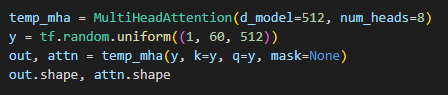 temp_mha = MultiHeadAttention(d_model=512, num_heads=8)
y = tf.random.uniform((1, 60, 512))
out, attn = temp_mha(y, k=y, q=y, mask=None)
out.shape, attn.shape